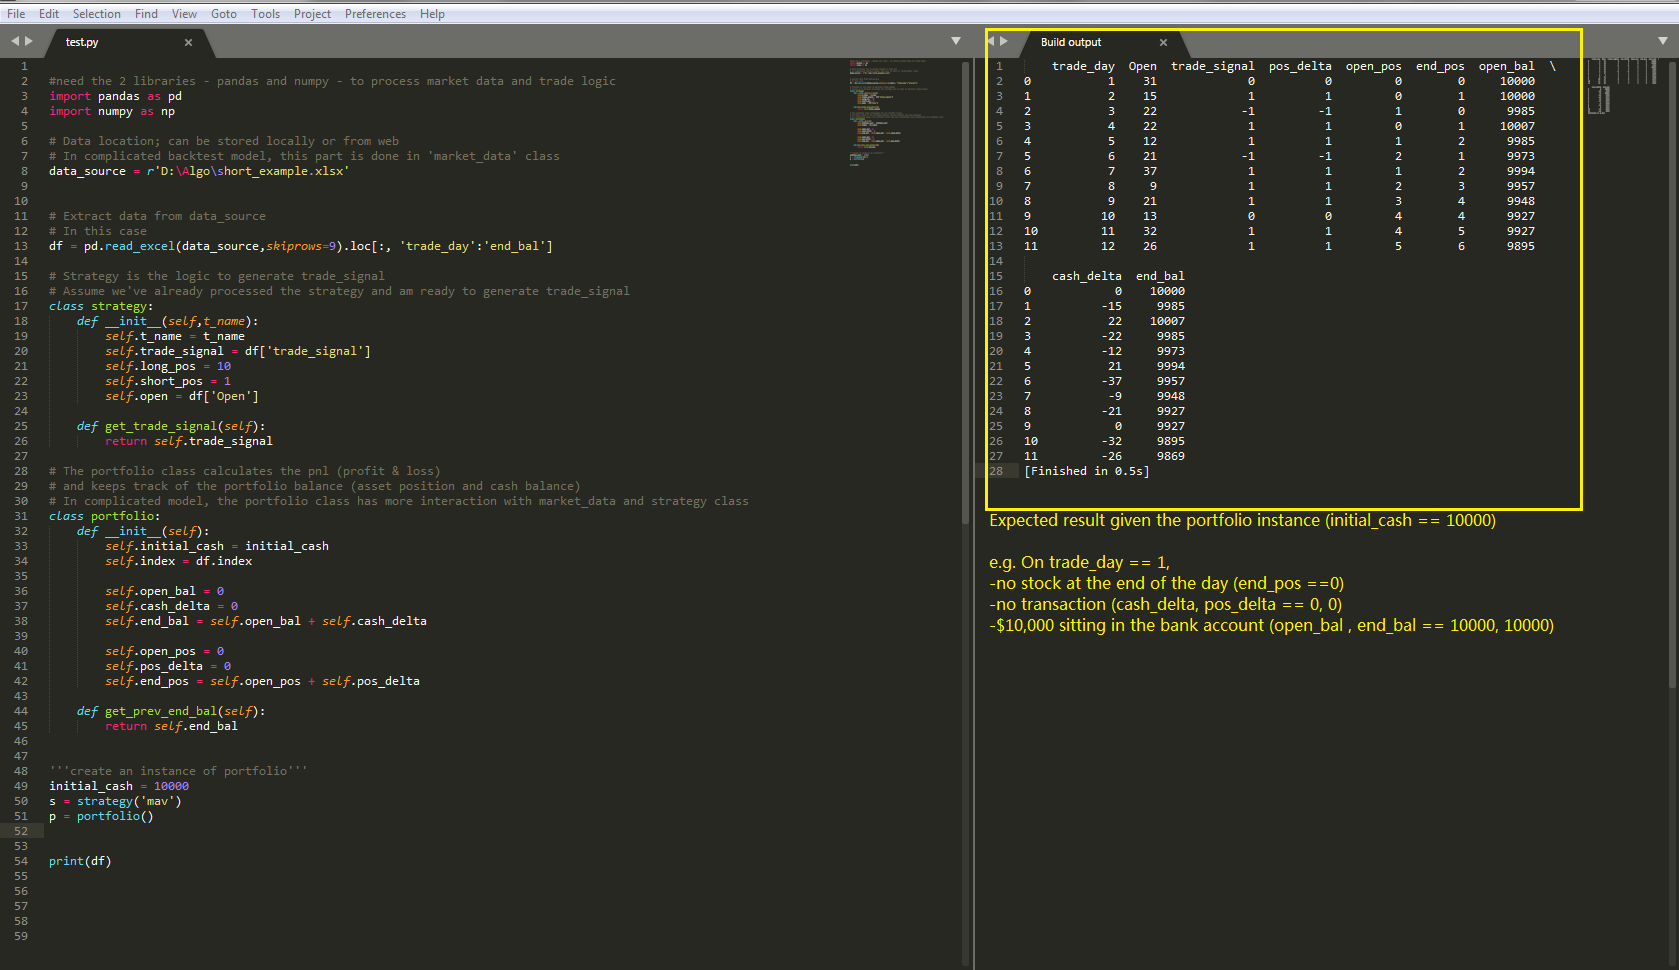 File Edit Selection Find View Goto Tools Project Preferences Help
test.py
1
2 #need the 2 libraries - pandas and numpy - to process market data and trade logic
3 import pandas as pd
4 import numpy as np
5
6 # Data location; can be stored locally or from web
7 # In complicated backtest model, this part is done in 'market_data' class
8 data_source = r'D:\Algo\short_example.xlsx'
9
10
11 # Extract data from data_source
12 # In this case
13 df = pd.read_excel(data_source,skiprows=9).loc[:, 'trade_day':'end_bal']
14
15 # Strategy is the logic to generate trade_signal
16 # Assume we've already processed the strategy and am ready to generate trade_signal
17 class strategy:
18     def __init__(self,t_name):
19         self.t_name = t_name
20         self.trade_signal = df['trade_signal']
21         self.long_pos = 10
22         self.short_pos = 1
23         self.open = df['Open']
24
25     def get_trade_signal(self):
26         return self.trade_signal
27
28 # The portfolio class calculates the pnl (profit & loss)
29 # and keeps track of the portfolio balance (asset position and cash balance)
30 # In complicated model, the portfolio class has more interaction with market_data and strategy class
31 class portfolio:
32     def __init__(self):
33         self.initial_cash = initial_cash
34         self.index = df.index
35
36         self.open_bal = 0
37         self.cash_delta = 0
38         self.end_bal = self.open_bal + self.cash_delta
39
40         self.open_pos = 0
41         self.pos_delta = 0
42         self.end_pos = self.open_pos + self.pos_delta
43
44     def get_prev_end_bal(self):
45         return self.end_bal
46
47
48 '''create an instance of portfolio'''
49 initial_cash = 10000
50 s = strategy('mav')
51 p = portfolio()
52
53
54 print(df)
55
56
57
58
59
Build output
1 trade_day Open trade_signal pos_delta open_pos end_pos open_bal \
2 0 1 31 0 0 0 0 10000
3 1 2 15 1 1 0 1 10000
4 2 3 22 -1 -1 1 0 9985
5 3 4 22 1 1 0 1 10007
6 4 5 12 1 1 1 2 9985
7 5 6 21 -1 -1 2 1 9973
8 6 7 37 1 1 1 2 9994
9 7 8 9 1 1 2 3 9957
10 8 9 21 1 1 3 4 9948
11 9 10 13 0 0 4 4 9927
12 10 11 32 1 1 4 5 9927
13 11 12 26 1 1 5 6 9895
14
15 cash_delta end_bal
16 0 0 10000
17 1 -15 9985
18 2 22 10007
19 3 -22 9985
20 4 -12 9973
21 5 21 9994
22 6 -37 9957
23 7 -9 9948
24 8 -21 9927
25 9 0 9927
26 10 -32 9895
27 11 -26 9869
28 [Finished in 0.5s]
Expected result given the portfolio instance (initial_cash == 10000)
e.g. On trade_day == 1,
-no stock at the end of the day (end_pos ==0)
-no transaction (cash_delta, pos_delta == 0, 0)
-$10,000 sitting in the bank account (open_bal , end_bal == 10000, 10000)